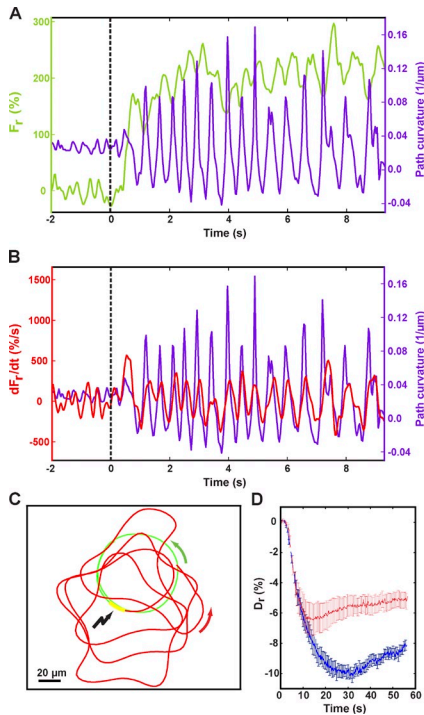 A
300
200
100
0
Fr (%)
0.16
0.12
0.08
0.04
0.0
-0.04
Path curvature (1/µm)
-2 0 2 4 6 8
Time (s)
B
1500
1000
500
0
-500
dFr/dt (%/s)
0.16
0.12
0.08
0.04
0.0
-0.04
Path curvature (1/µm)
-2 0 2 4 6 8
Time (s)
C
20 µm
D
0
-2
-4
-6
-8
-10
Dr (%)
0 10 20 30 40 50 60
Time (s)